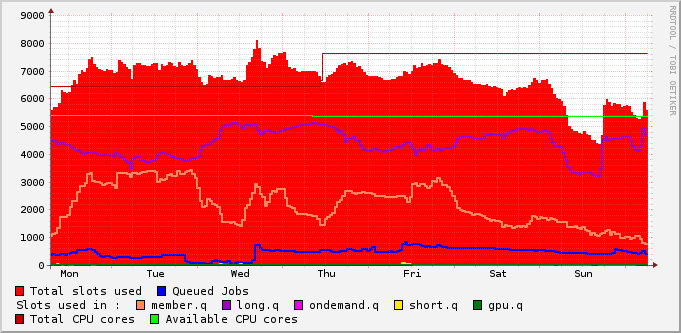 9000
8000
7000
6000
5000
4000
3000
2000
1000
0
Mon Tue Wed Thu Fri Sat Sun
RRDTOOL / TOBI OETIKER
Total slots used Queued Jobs
Slots used in : member.q long.q ondemand.q short.q gpu.q
Total CPU cores Available CPU cores